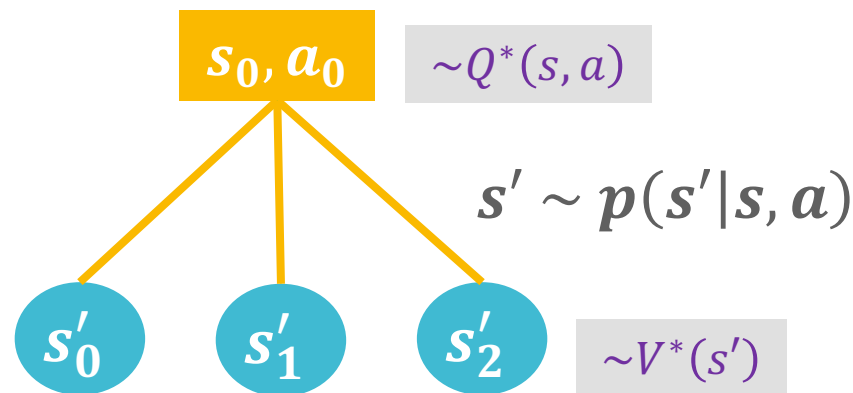 s₀, a₀ ~Q*(s, a)
s′ ~ p(s′|s, a)
s′₀ s′₁ s′₂ ~V*(s′)